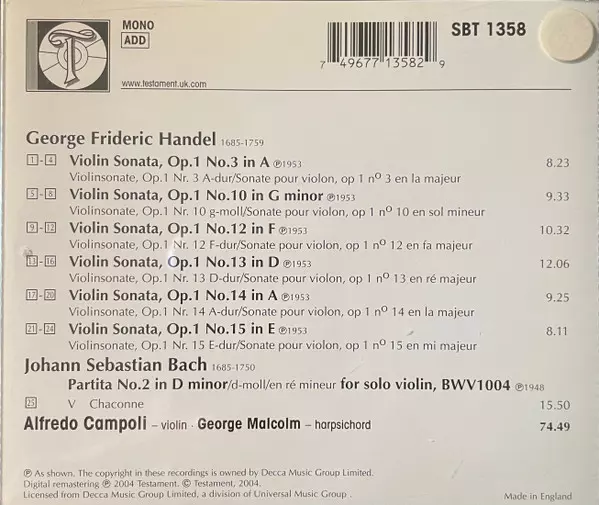 MONO
ADD
SBT 1358
7 49677 13582 9
www.testament.uk.com
George Frideric Handel 1685-1759
1-4 Violin Sonata, Op.1 No.3 in A ℗1953 8.23
Violinsonate, Op.1 Nr. 3 A-dur/Sonate pour violon, op 1 nº 3 en la majeur
5-8 Violin Sonata, Op.1 No.10 in G minor ℗1953 9.33
Violinsonate, Op.1 Nr. 10 g-moll/Sonate pour violon, op 1 nº 10 en sol mineur
9-12 Violin Sonata, Op.1 No.12 in F ℗1953 10.32
Violinsonate, Op.1 Nr. 12 F-dur/Sonate pour violon, op 1 nº 12 en fa majeur
13-16 Violin Sonata, Op.1 No.13 in D ℗1953 12.06
Violinsonate, Op.1 Nr. 13 D-dur/Sonate pour violon, op 1 nº 13 en ré majeur
17-20 Violin Sonata, Op.1 No.14 in A ℗1953 9.25
Violinsonate, Op.1 Nr. 14 A-dur/Sonate pour violon, op 1 nº 14 en la majeur
21-24 Violin Sonata, Op.1 No.15 in E ℗1953 8.11
Violinsonate, Op.1 Nr. 15 E-dur/Sonate pour violon, op 1 nº 15 en mi majeur
Johann Sebastian Bach 1685-1750
Partita No.2 in D minor/d-moll/en ré mineur for solo violin, BWV1004 ℗1948
25 V Chaconne 15.50
Alfredo Campoli – violin · George Malcolm – harpsichord 74.49
℗ As shown. The copyright in these recordings is owned by Decca Music Group Limited.
Digital remastering ℗ 2004 Testament. © Testament, 2004.
Licensed from Decca Music Group Limited, a division of Universal Music Group .
Made in England